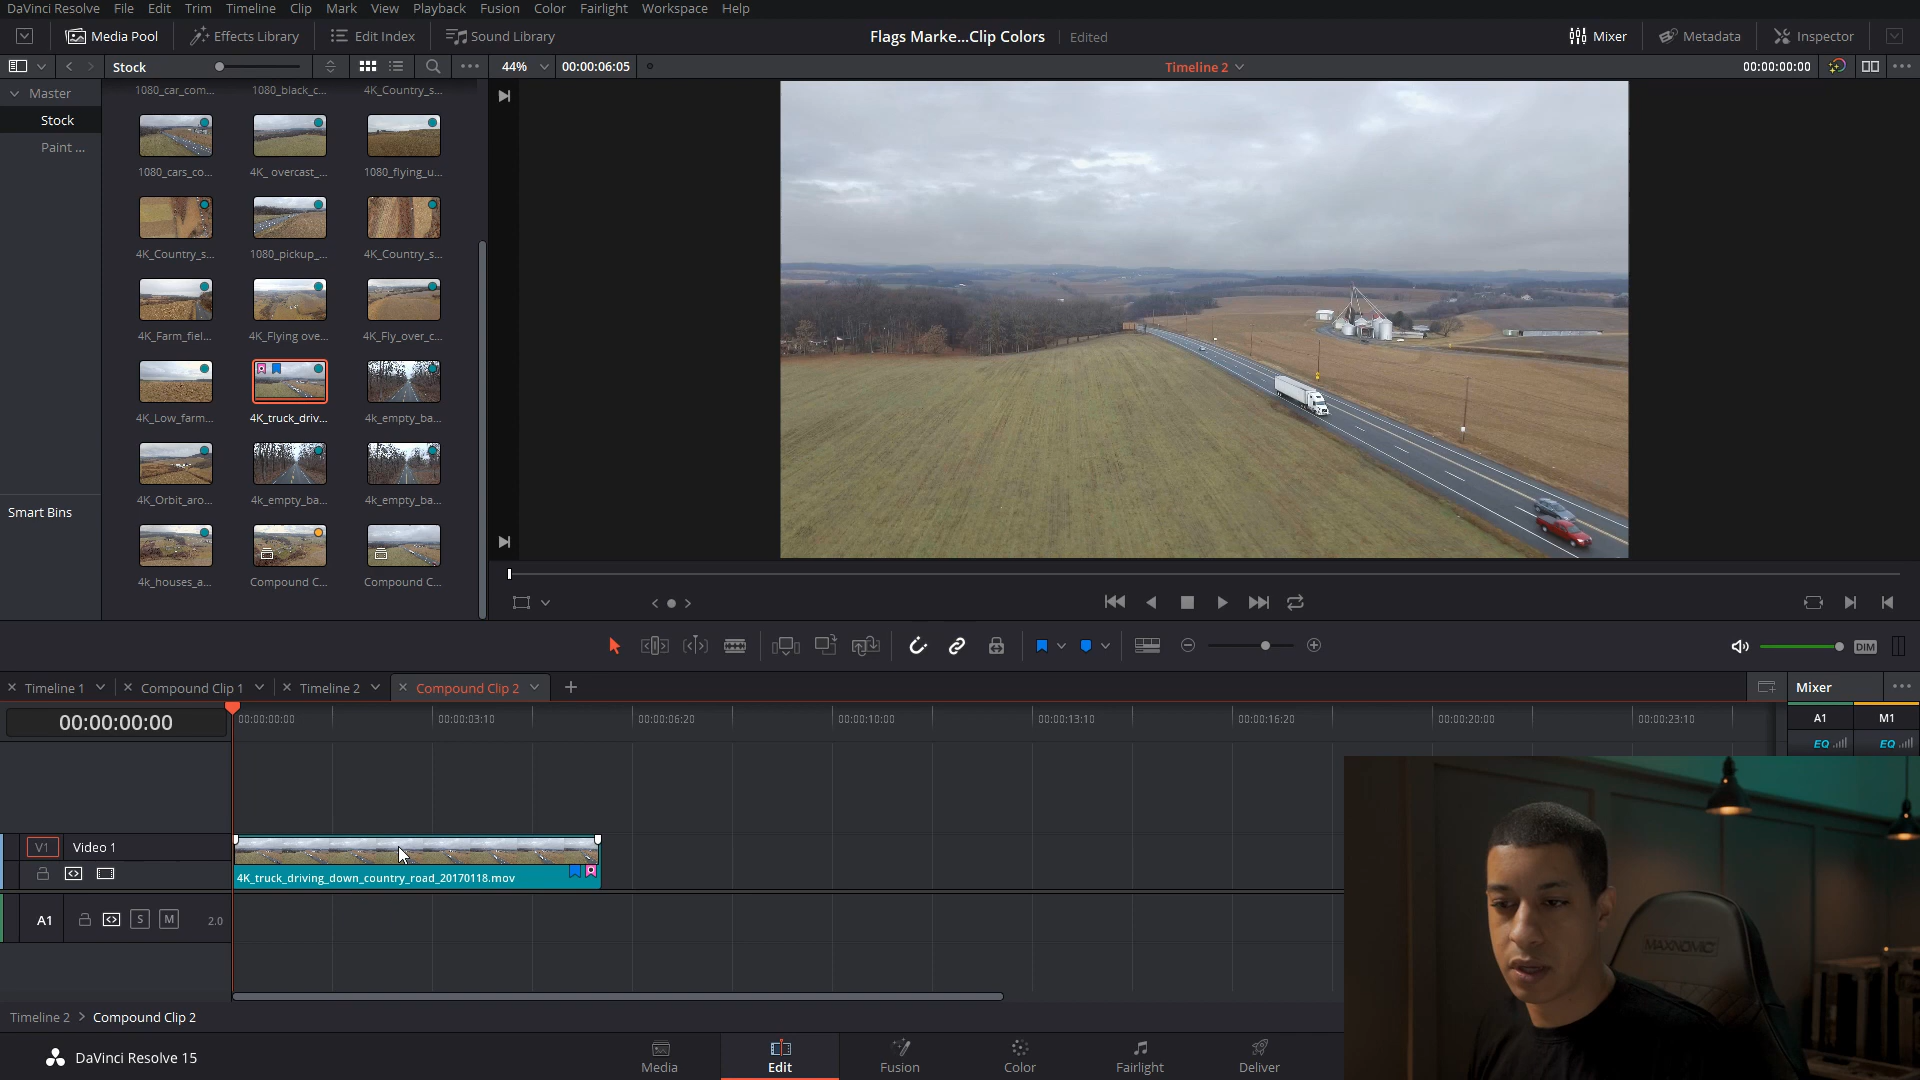 DaVinci Resolve File Edit Trim Timeline Clip Mark View Playback Fusion Color Fairlight Workspace Help
Media Pool Effects Library Edit Index Sound Library Flags Marke...Clip Colors Edited Mixer Metadata Inspector
Stock 44% 00:00:06:05 Timeline 2 00:00:00:00
Master
Stock
Paint ...
1080_car_com... 1080_black_c... 4K_Country_s...
1080_cars_co... 4K_ overcast_... 1080_flying_u...
4K_Country_s... 1080_pickup_... 4K_Country_s...
4K_Farm_fiel... 4K_Flying ove... 4K_Fly_over_c...
4K_Low_farm... 4K_truck_driv... 4k_empty_ba...
4K_Orbit_aro... 4k_empty_ba... 4k_empty_ba...
Smart Bins
4k_houses_a... Compound C... Compound C...
DIM
Timeline 1 Compound Clip 1 Timeline 2 Compound Clip 2 Mixer
00:00:00:00 00:00:00:00 00:00:03:10 00:00:06:20 00:00:10:00 00:00:13:10 00:00:16:20 00:00:20:00 00:00:23:10 A1 M1
EQ EQ
V1 Video 1
4K_truck_driving_down_country_road_20170118.mov
A1 S M 2.0
MAXNOMIC
Timeline 2 > Compound Clip 2
DaVinci Resolve 15 Media Edit Fusion Color Fairlight Deliver